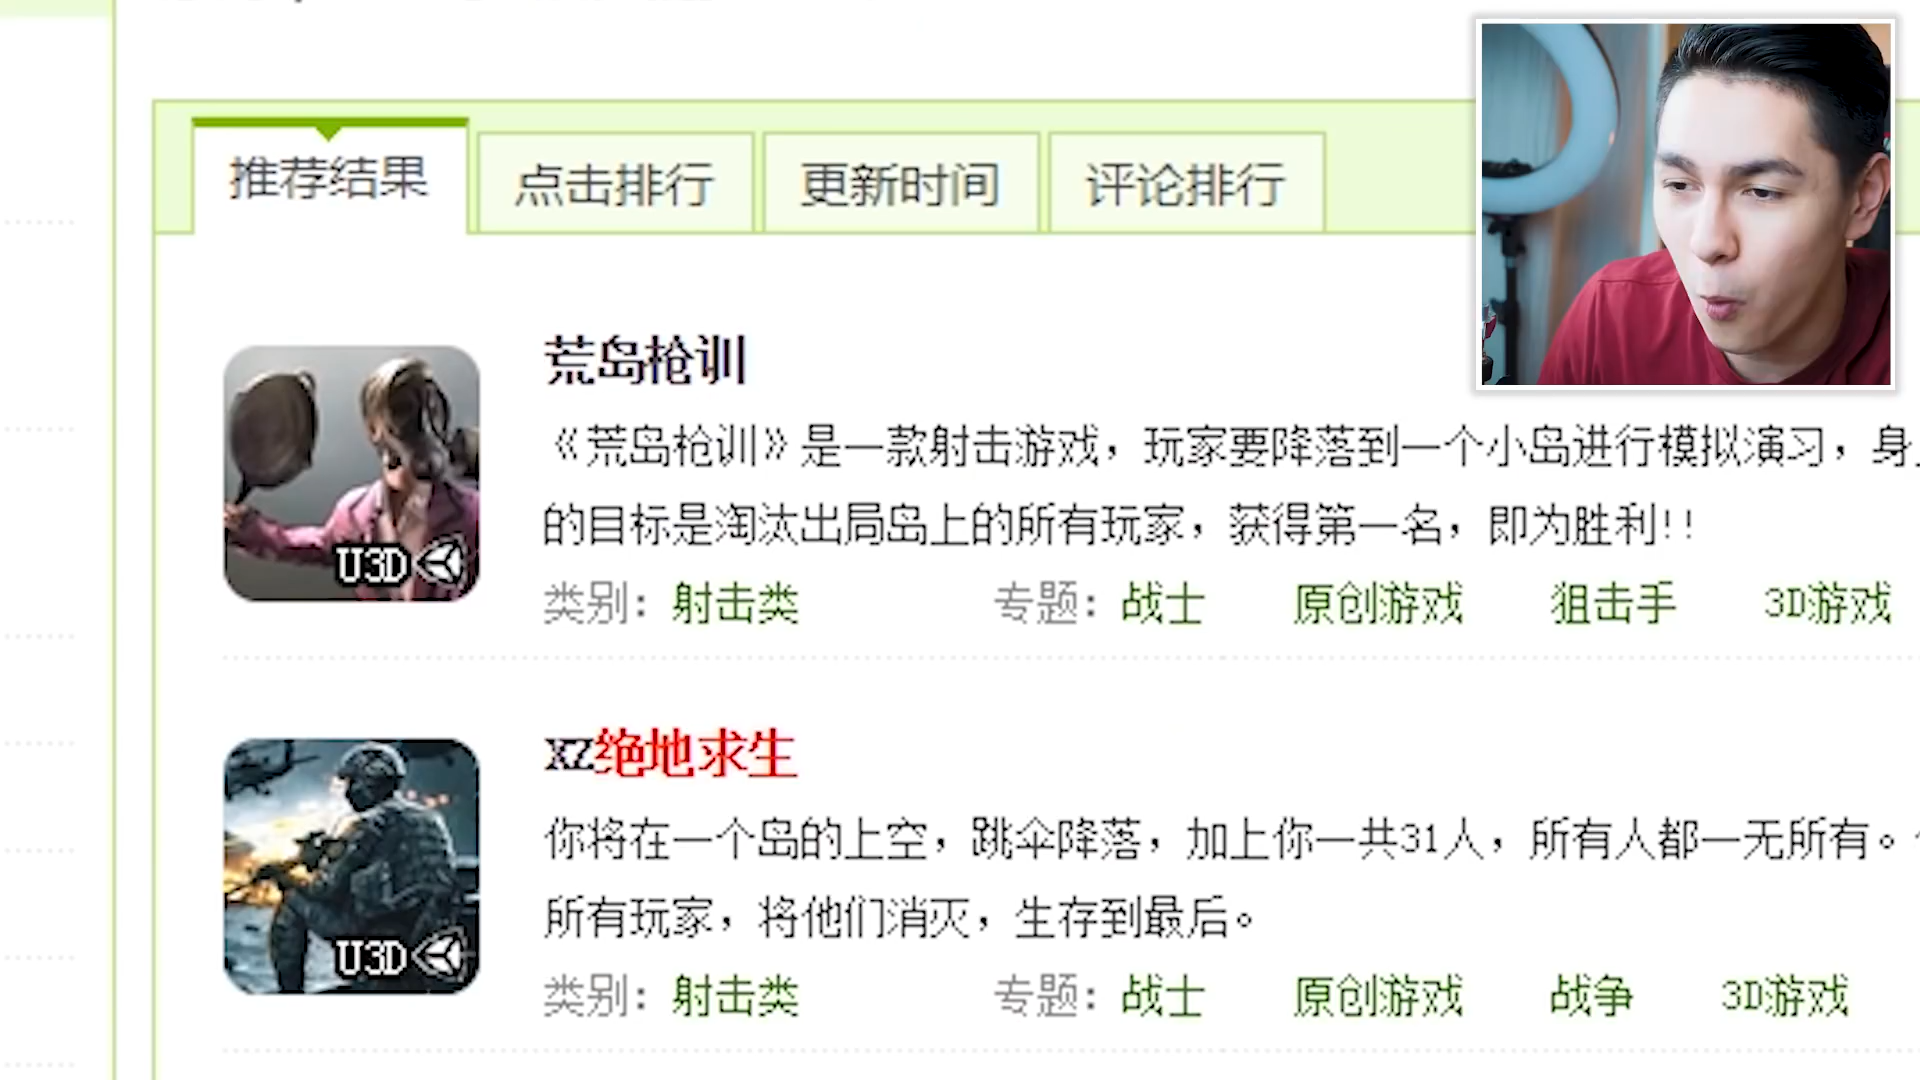 推荐结果 点击排行 更新时间 评论排行
荒岛枪训
《荒岛枪训》是一款射击游戏，玩家要降落到一个小岛进行模拟演习，身
的目标是淘汰出局岛上的所有玩家，获得第一名，即为胜利!!
U3D
类别：射击类 专题：战士 原创游戏 狙击手 3D游戏
XZ绝地求生
你将在一个岛的上空，跳伞降落，加上你一共31人，所有人都一无所有。
所有玩家，将他们消灭，生存到最后。
U3D
类别：射击类 专题：战士 原创游戏 战争 3D游戏